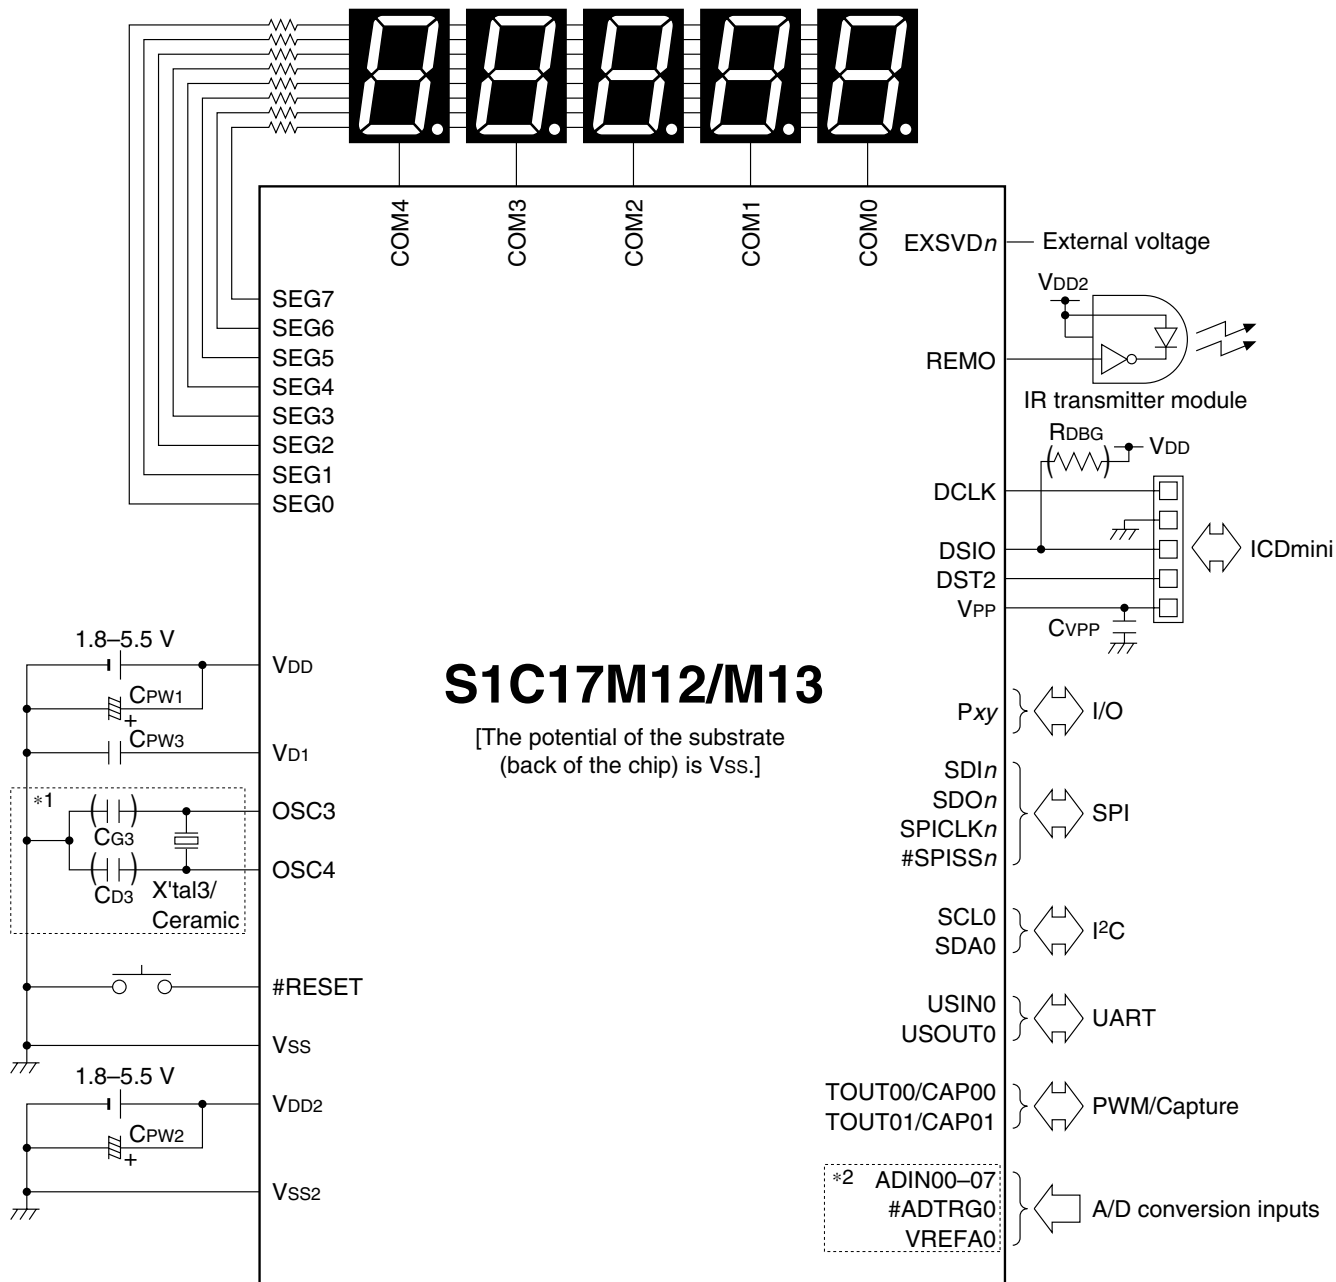 COM4
COM3
COM2
COM1
COM0
SEG7
SEG6
SEG5
SEG4
SEG3
SEG2
SEG1
SEG0
1.8–5.5 V
VDD
CPW1
+
CPW3
VD1
*1
OSC3
CG3
OSC4
CD3
X'tal3/
Ceramic
#RESET
VSS
1.8–5.5 V
VDD2
CPW2
+
VSS2
S1C17M12/M13
[The potential of the substrate
(back of the chip) is VSS.]
EXSVDn
External voltage
VDD2
REMO
IR transmitter module
RDBG
VDD
DCLK
DSIO
ICDmini
DST2
VPP
CVPP
Pxy
I/O
SDIn
SDOn
SPICLKn
#SPISSn
SPI
SCL0
SDA0
I²C
USIN0
USOUT0
UART
TOUT00/CAP00
TOUT01/CAP01
PWM/Capture
*2 ADIN00–07
#ADTRG0
VREFA0
A/D conversion inputs